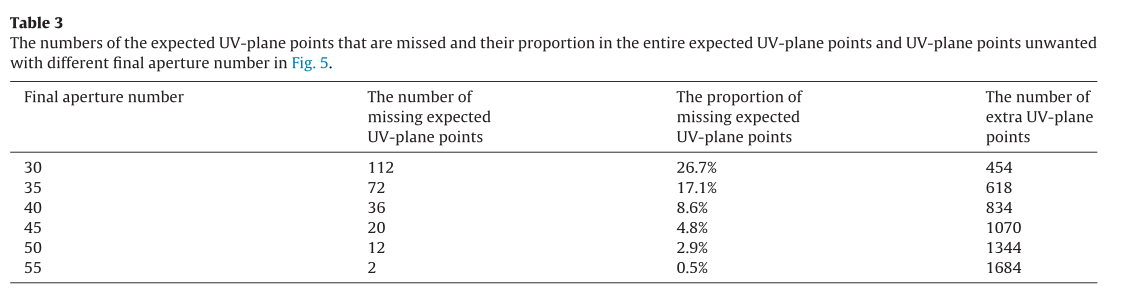 Table 3
The numbers of the expected UV-plane points that are missed and their proportion in the entire expected UV-plane points and UV-plane points unwanted
with different final aperture number in Fig. 5.
Final aperture number The number of missing expected UV-plane points The proportion of missing expected UV-plane points The number of extra UV-plane points
30 112 26.7% 454
35 72 17.1% 618
40 36 8.6% 834
45 20 4.8% 1070
50 12 2.9% 1344
55 2 0.5% 1684